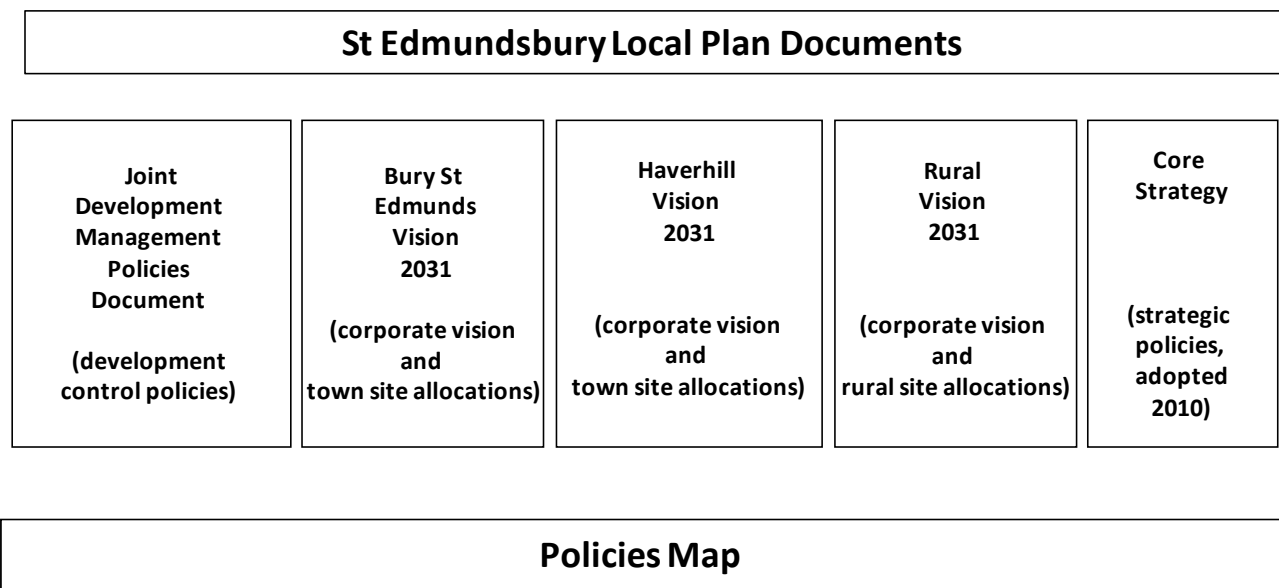 St Edmundsbury Local Plan Documents
Joint
Development
Management
Policies
Document
(development
control policies)
Bury St
Edmunds
Vision
2031
(corporate vision
and
town site allocations)
Haverhill
Vision
2031
(corporate vision
and
town site allocations)
Rural
Vision
2031
(corporate vision
and
rural site allocations)
Core
Strategy
(strategic
policies,
adopted
2010)
Policies Map